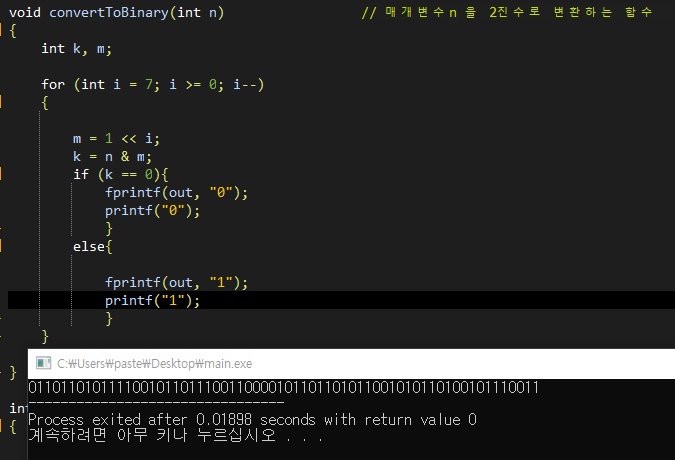 void convertToBinary(int n)                 // 매개변수n 을 2진수로 변환하는 함수
{
    int k, m;
    for (int i = 7; i >= 0; i--)
    {
        m = 1 << i;
        k = n & m;
        if (k == 0){
            fprintf(out, "0");
            printf("0");
            }
        else{
            fprintf(out, "1");
            printf("1");
            }
    }
}
C:₩Users₩paste₩Desktop₩main.exe
0110110101111001011011100110000101101101011001010110100101110011
--------------------------------
Process exited after 0.01898 seconds with return value 0
계속하려면 아무 키나 누르십시오 . . .
int
{